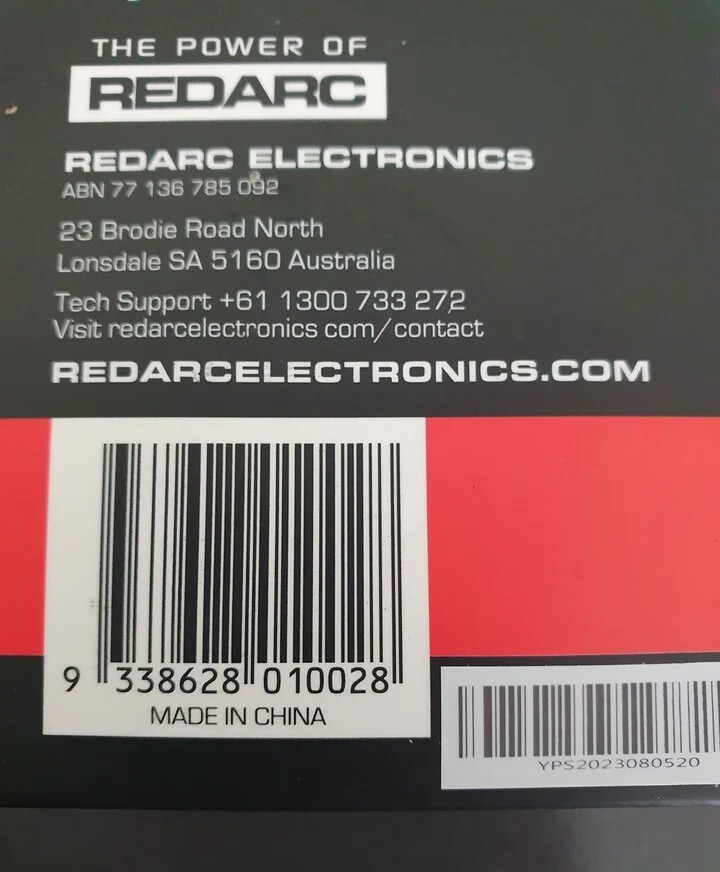 THE POWER OF
REDARC
REDARC ELECTRONICS
ABN 77 136 785 092
23 Brodie Road North
Lonsdale SA 5160 Australia
Tech Support +61 1300 733 272
Visit redarcelectronics com/contact
REDARCELECTRONICS.COM
9 338628 010028
MADE IN CHINA
YPS2023080520